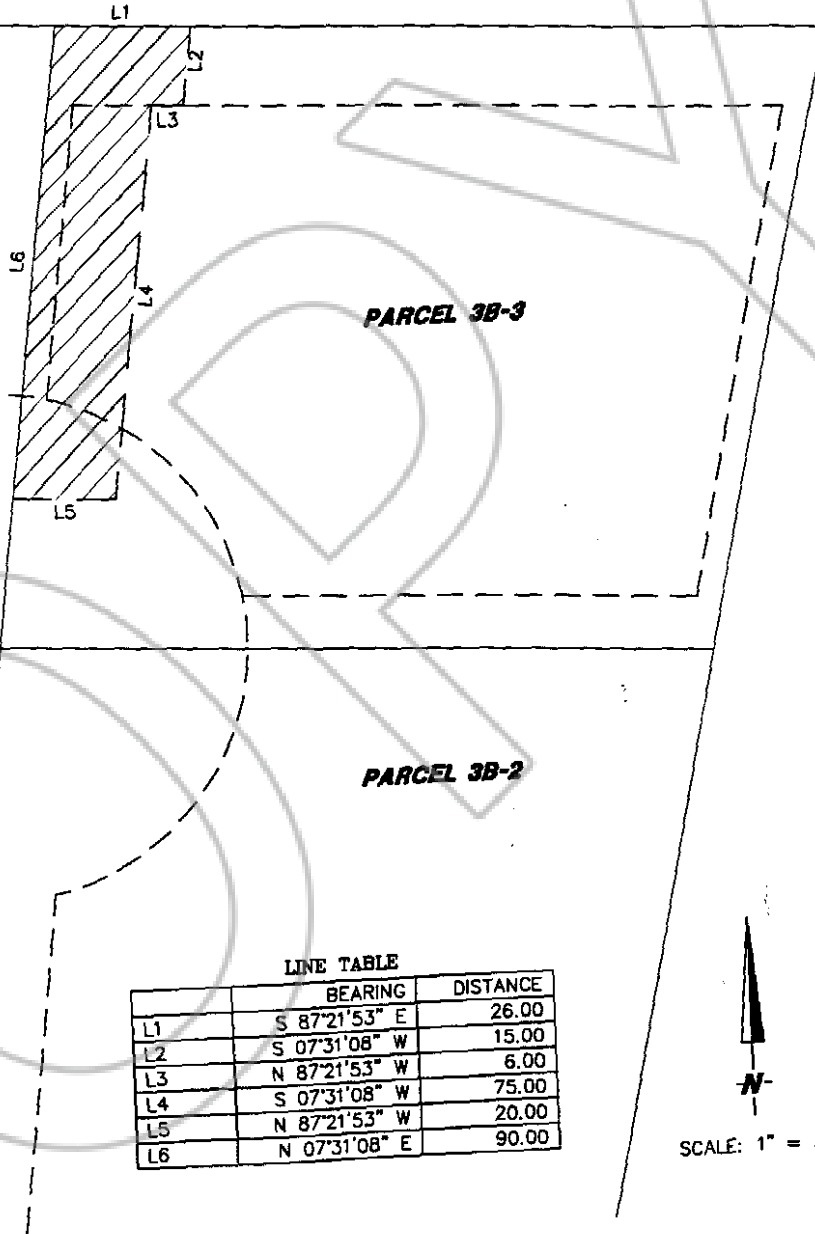 L1
L2
L3
L6
L4
PARCEL 3B-3
L5
PARCEL 3B-2
LINE TABLE
BEARING DISTANCE
L1 S 87°21'53" E 26.00
L2 S 07°31'08" W 15.00
L3 N 87°21'53" W 6.00
L4 S 07°31'08" W 75.00
L5 N 87°21'53" W 20.00
L6 N 07°31'08" E 90.00
N
SCALE: 1" =